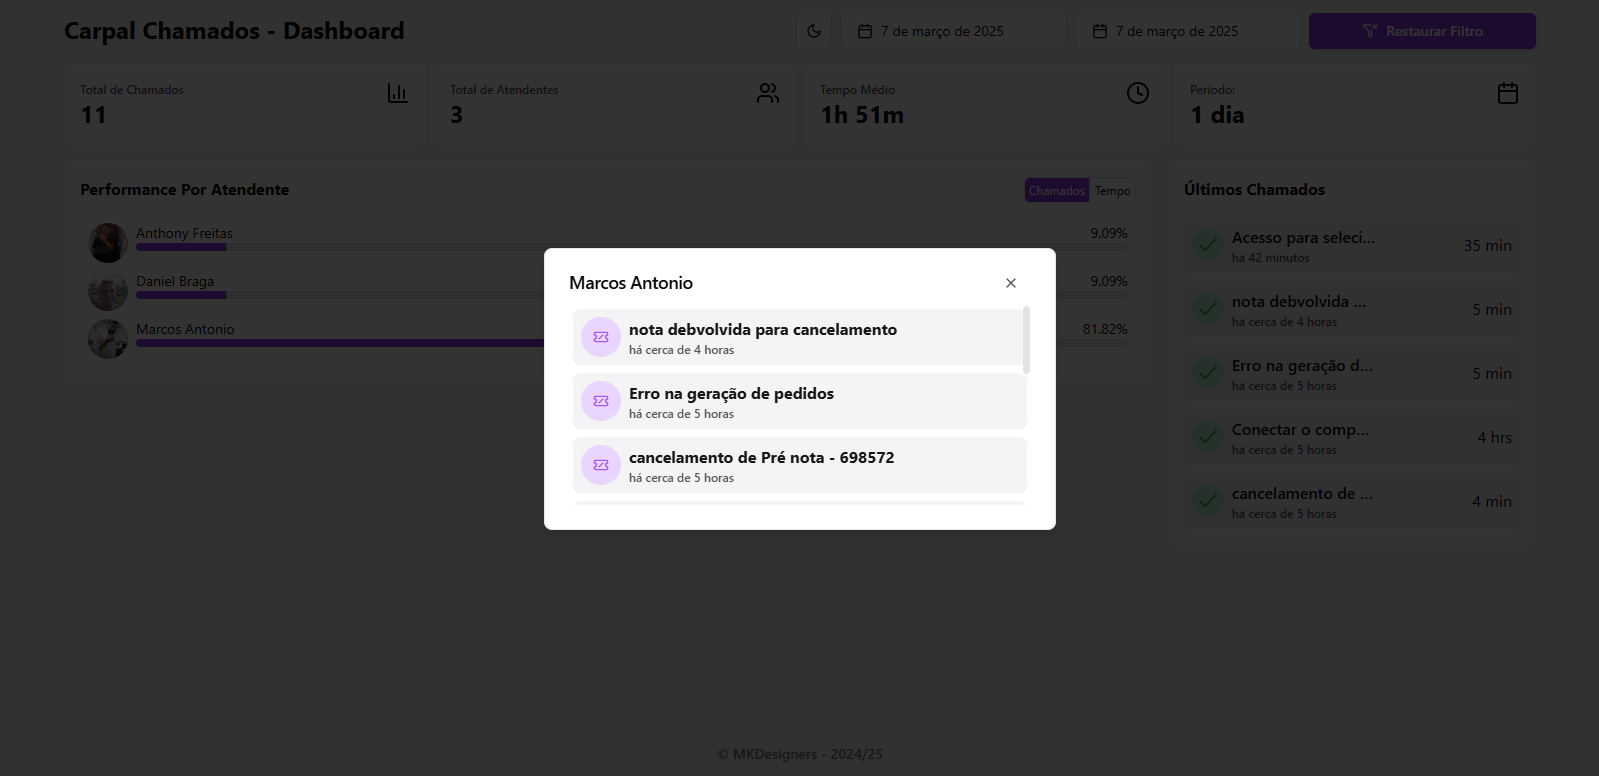 Carpal Chamados - Dashboard
7 de março de 2025
7 de março de 2025
Restaurar Filtro
Total de Chamados
11
Total de Atendentes
3
Tempo Médio
1h 51m
Período:
1 dia
Performance Por Atendente
Chamados
Tempo
Anthony Freitas
9.09%
Daniel Braga
9.09%
Marcos Antonio
81.82%
Últimos Chamados
Acesso para seleci...
há 42 minutos
35 min
nota debvolvida ...
há cerca de 4 horas
5 min
Erro na geração d...
há cerca de 5 horas
5 min
Conectar o comp...
há cerca de 5 horas
4 hrs
cancelamento de ...
há cerca de 5 horas
4 min
Marcos Antonio
nota debvolvida para cancelamento
há cerca de 4 horas
Erro na geração de pedidos
há cerca de 5 horas
cancelamento de Pré nota - 698572
há cerca de 5 horas
© MKDesigners - 2024/25